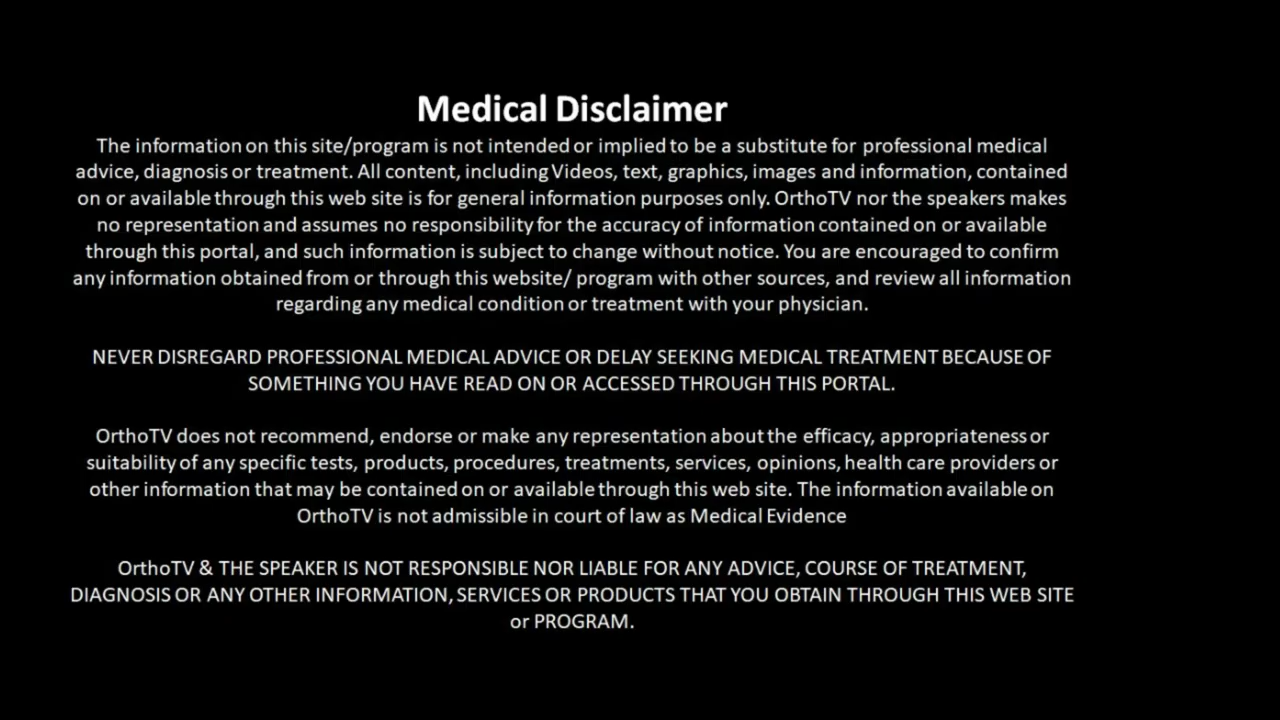 Medical Disclaimer
The information on this site/program is not intended or implied to be a substitute for professional medical
advice, diagnosis or treatment. All content, including Videos, text, graphics, images and information, contained
on or available through this web site is for general information purposes only. OrthoTV nor the speakers makes
no representation and assumes no responsibility for the accuracy of information contained on or available
through this portal, and such information is subject to change without notice. You are encouraged to confirm
any information obtained from or through this website/ program with other sources, and review all information
regarding any medical condition or treatment with your physician.
NEVER DISREGARD PROFESSIONAL MEDICAL ADVICE OR DELAY SEEKING MEDICAL TREATMENT BECAUSE OF
SOMETHING YOU HAVE READ ON OR ACCESSED THROUGH THIS PORTAL.
OrthoTV does not recommend, endorse or make any representation about the efficacy, appropriateness or
suitability of any specific tests, products, procedures, treatments, services, opinions, health care providers or
other information that may be contained on or available through this web site. The information available on
OrthoTV is not admissible in court of law as Medical Evidence
OrthoTV & THE SPEAKER IS NOT RESPONSIBLE NOR LIABLE FOR ANY ADVICE, COURSE OF TREATMENT,
DIAGNOSIS OR ANY OTHER INFORMATION, SERVICES OR PRODUCTS THAT YOU OBTAIN THROUGH THIS WEB SITE
or PROGRAM.